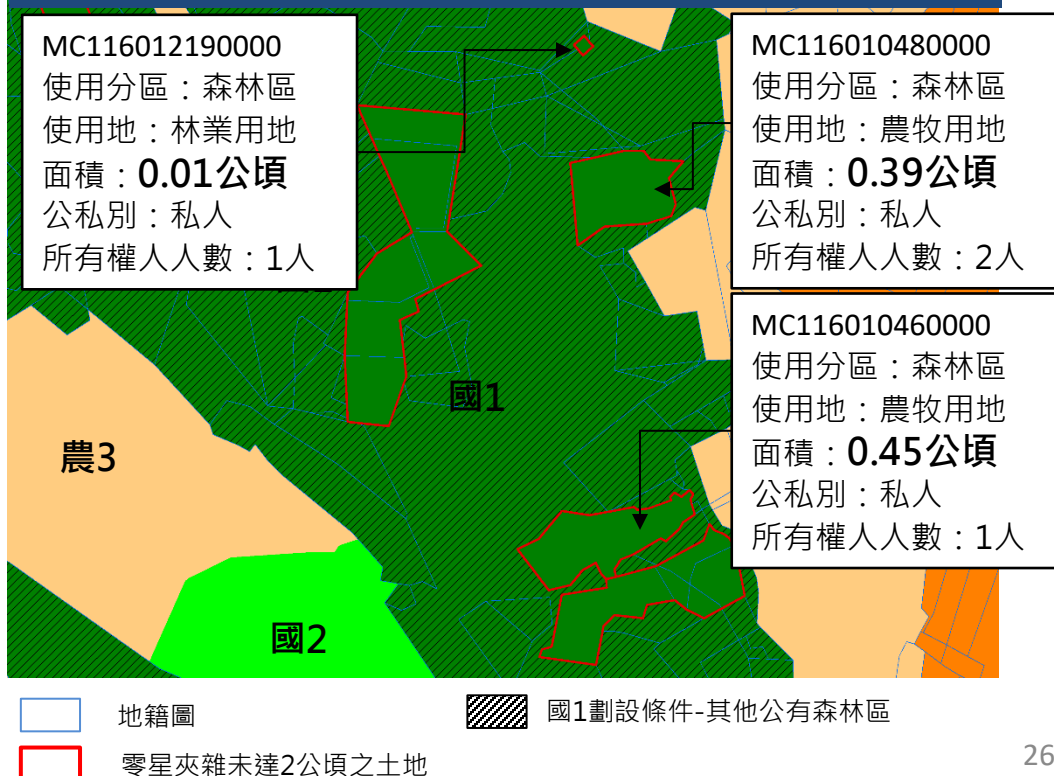 MC116012190000
使用分區：森林區
使用地：林業用地
面積：0.01公頃
公私別：私人
所有權人人數：1人
MC116010480000
使用分區：森林區
使用地：農牧用地
面積：0.39公頃
公私別：私人
所有權人人數：2人
MC116010460000
使用分區：森林區
使用地：農牧用地
面積：0.45公頃
公私別：私人
所有權人人數：1人
國1
農3
國2
地籍圖
國1劃設條件-其他公有森林區
零星夾雜未達2公頃之土地
26